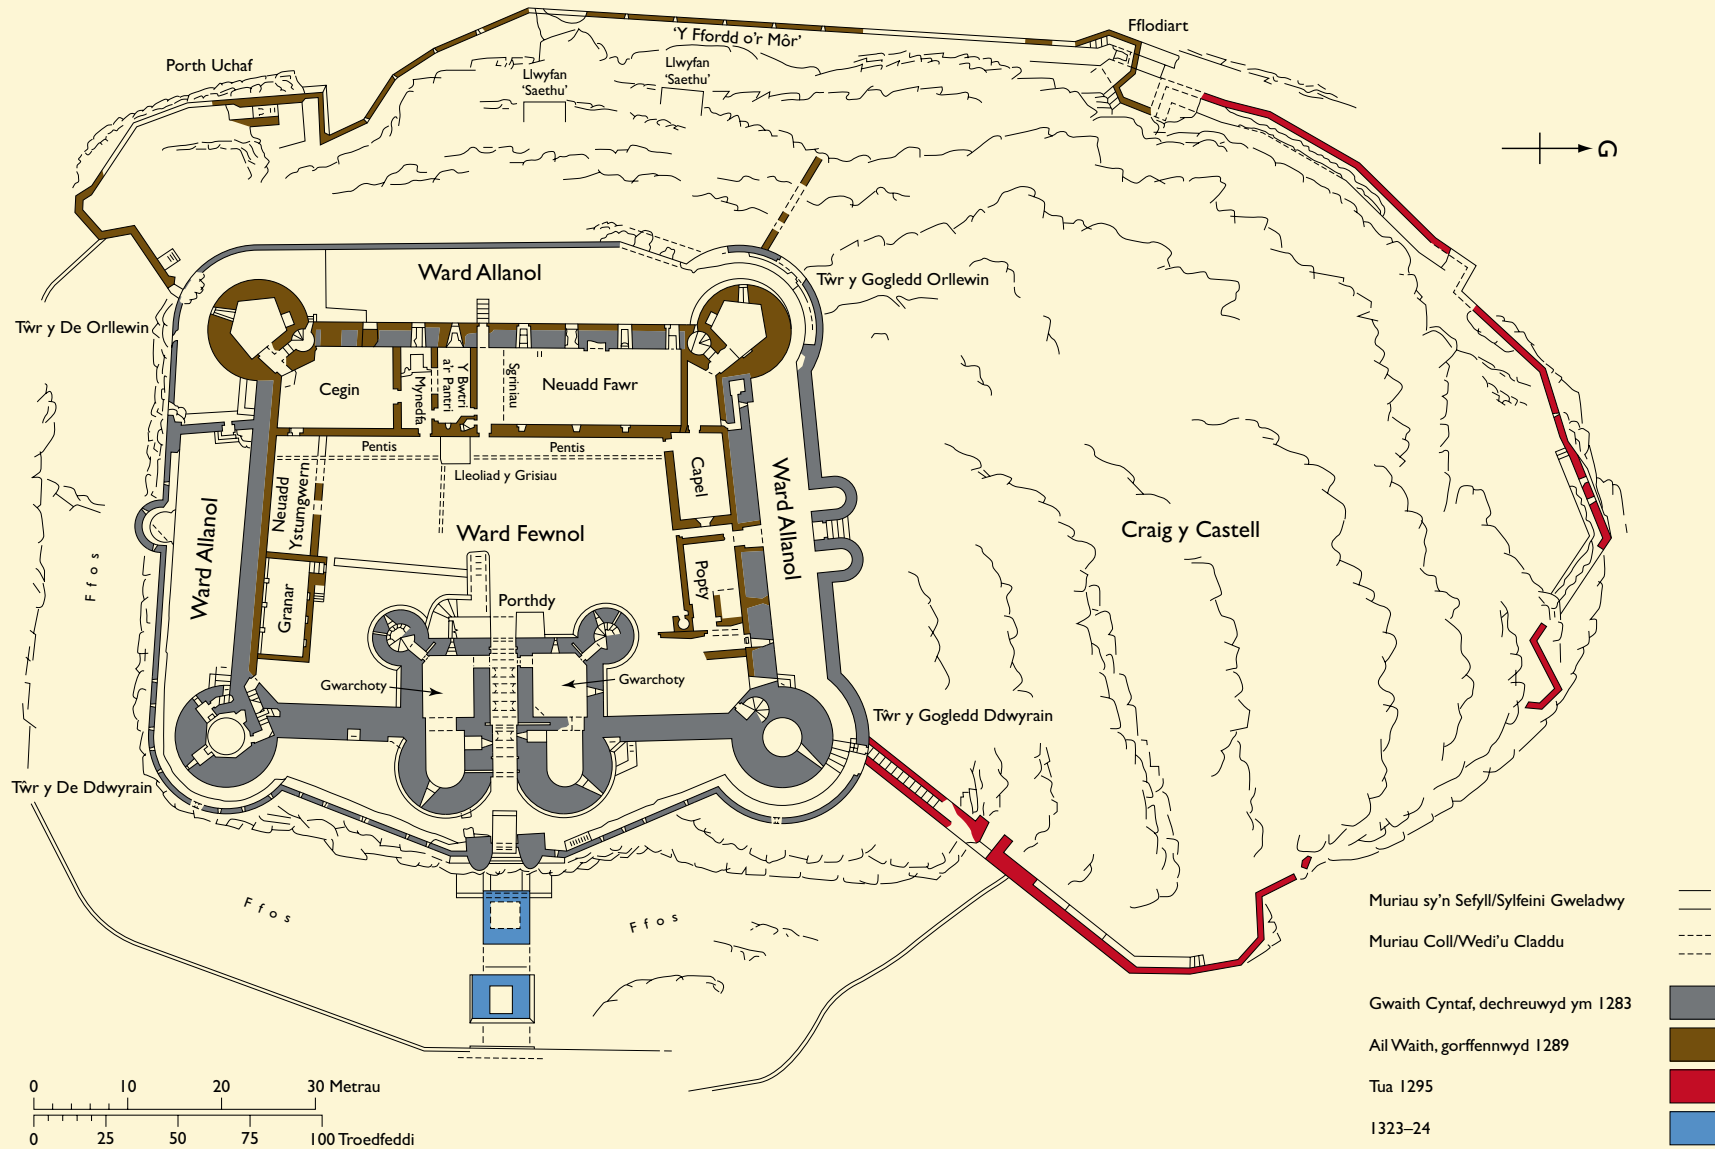 Fflodiart
'Y Ffordd o'r Môr'
Porth Uchaf
Llwyfan
'Saethu'
Llwyfan
'Saethu'
G
Ward Allanol
Tŵr y Gogledd Orllewin
Tŵr y De Orllewin
Cegin
Mynedfa
Y Bwtri
a'r Pantri
Sgriniau
Neuadd Fawr
Pentis
Pentis
Lleoliad y Grisiau
Capel
Ward Allanol
Neuadd
Ystumgwern
Ward Allanol
Ward Fewnol
Craig y Castell
Ffos
Granar
Popty
Porthdy
Gwarchoty
Gwarchoty
Tŵr y Gogledd Ddwyrain
Tŵr y De Ddwyrain
Ffos
Ffos
Muriau sy'n Sefyll/Sylfeini Gweladwy
Muriau Coll/Wedi'u Claddu
Gwaith Cyntaf, dechreuwyd ym 1283
Ail Waith, gorffennwyd 1289
Tua 1295
1323–24
0 10 20 30 Metrau
0 25 50 75 100 Troedfeddi